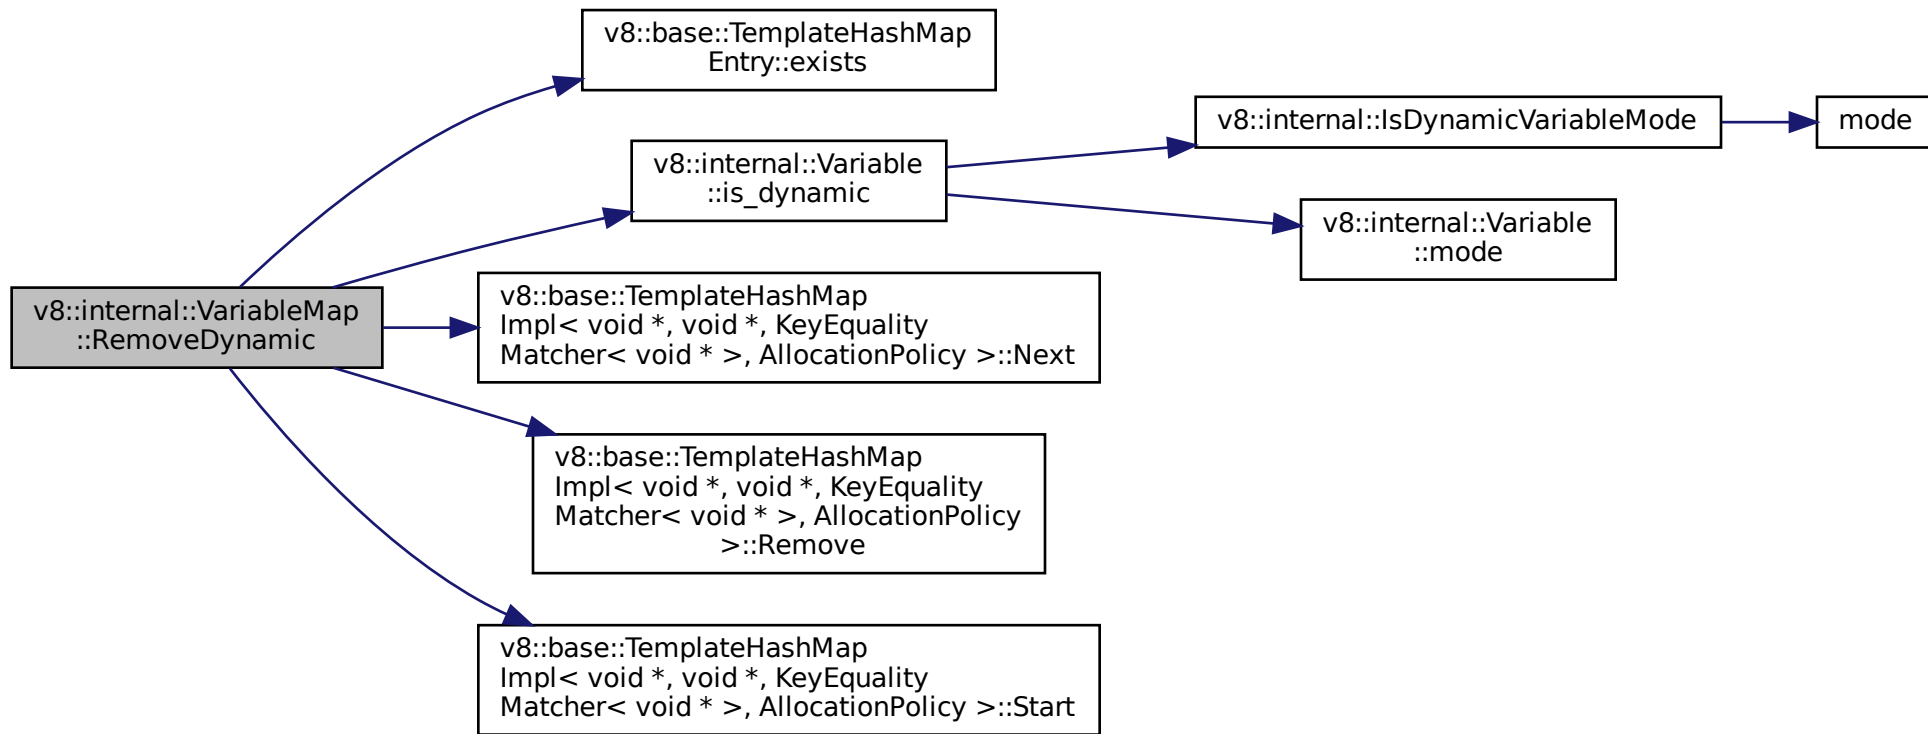 v8::base::TemplateHashMap
Entry::exists
v8::internal::IsDynamicVariableMode
mode
v8::internal::Variable
::is_dynamic
v8::internal::Variable
::mode
v8::internal::VariableMap
::RemoveDynamic
v8::base::TemplateHashMap
Impl< void *, void *, KeyEquality
Matcher< void * >, AllocationPolicy >::Next
v8::base::TemplateHashMap
Impl< void *, void *, KeyEquality
Matcher< void * >, AllocationPolicy
>::Remove
v8::base::TemplateHashMap
Impl< void *, void *, KeyEquality
Matcher< void * >, AllocationPolicy >::Start